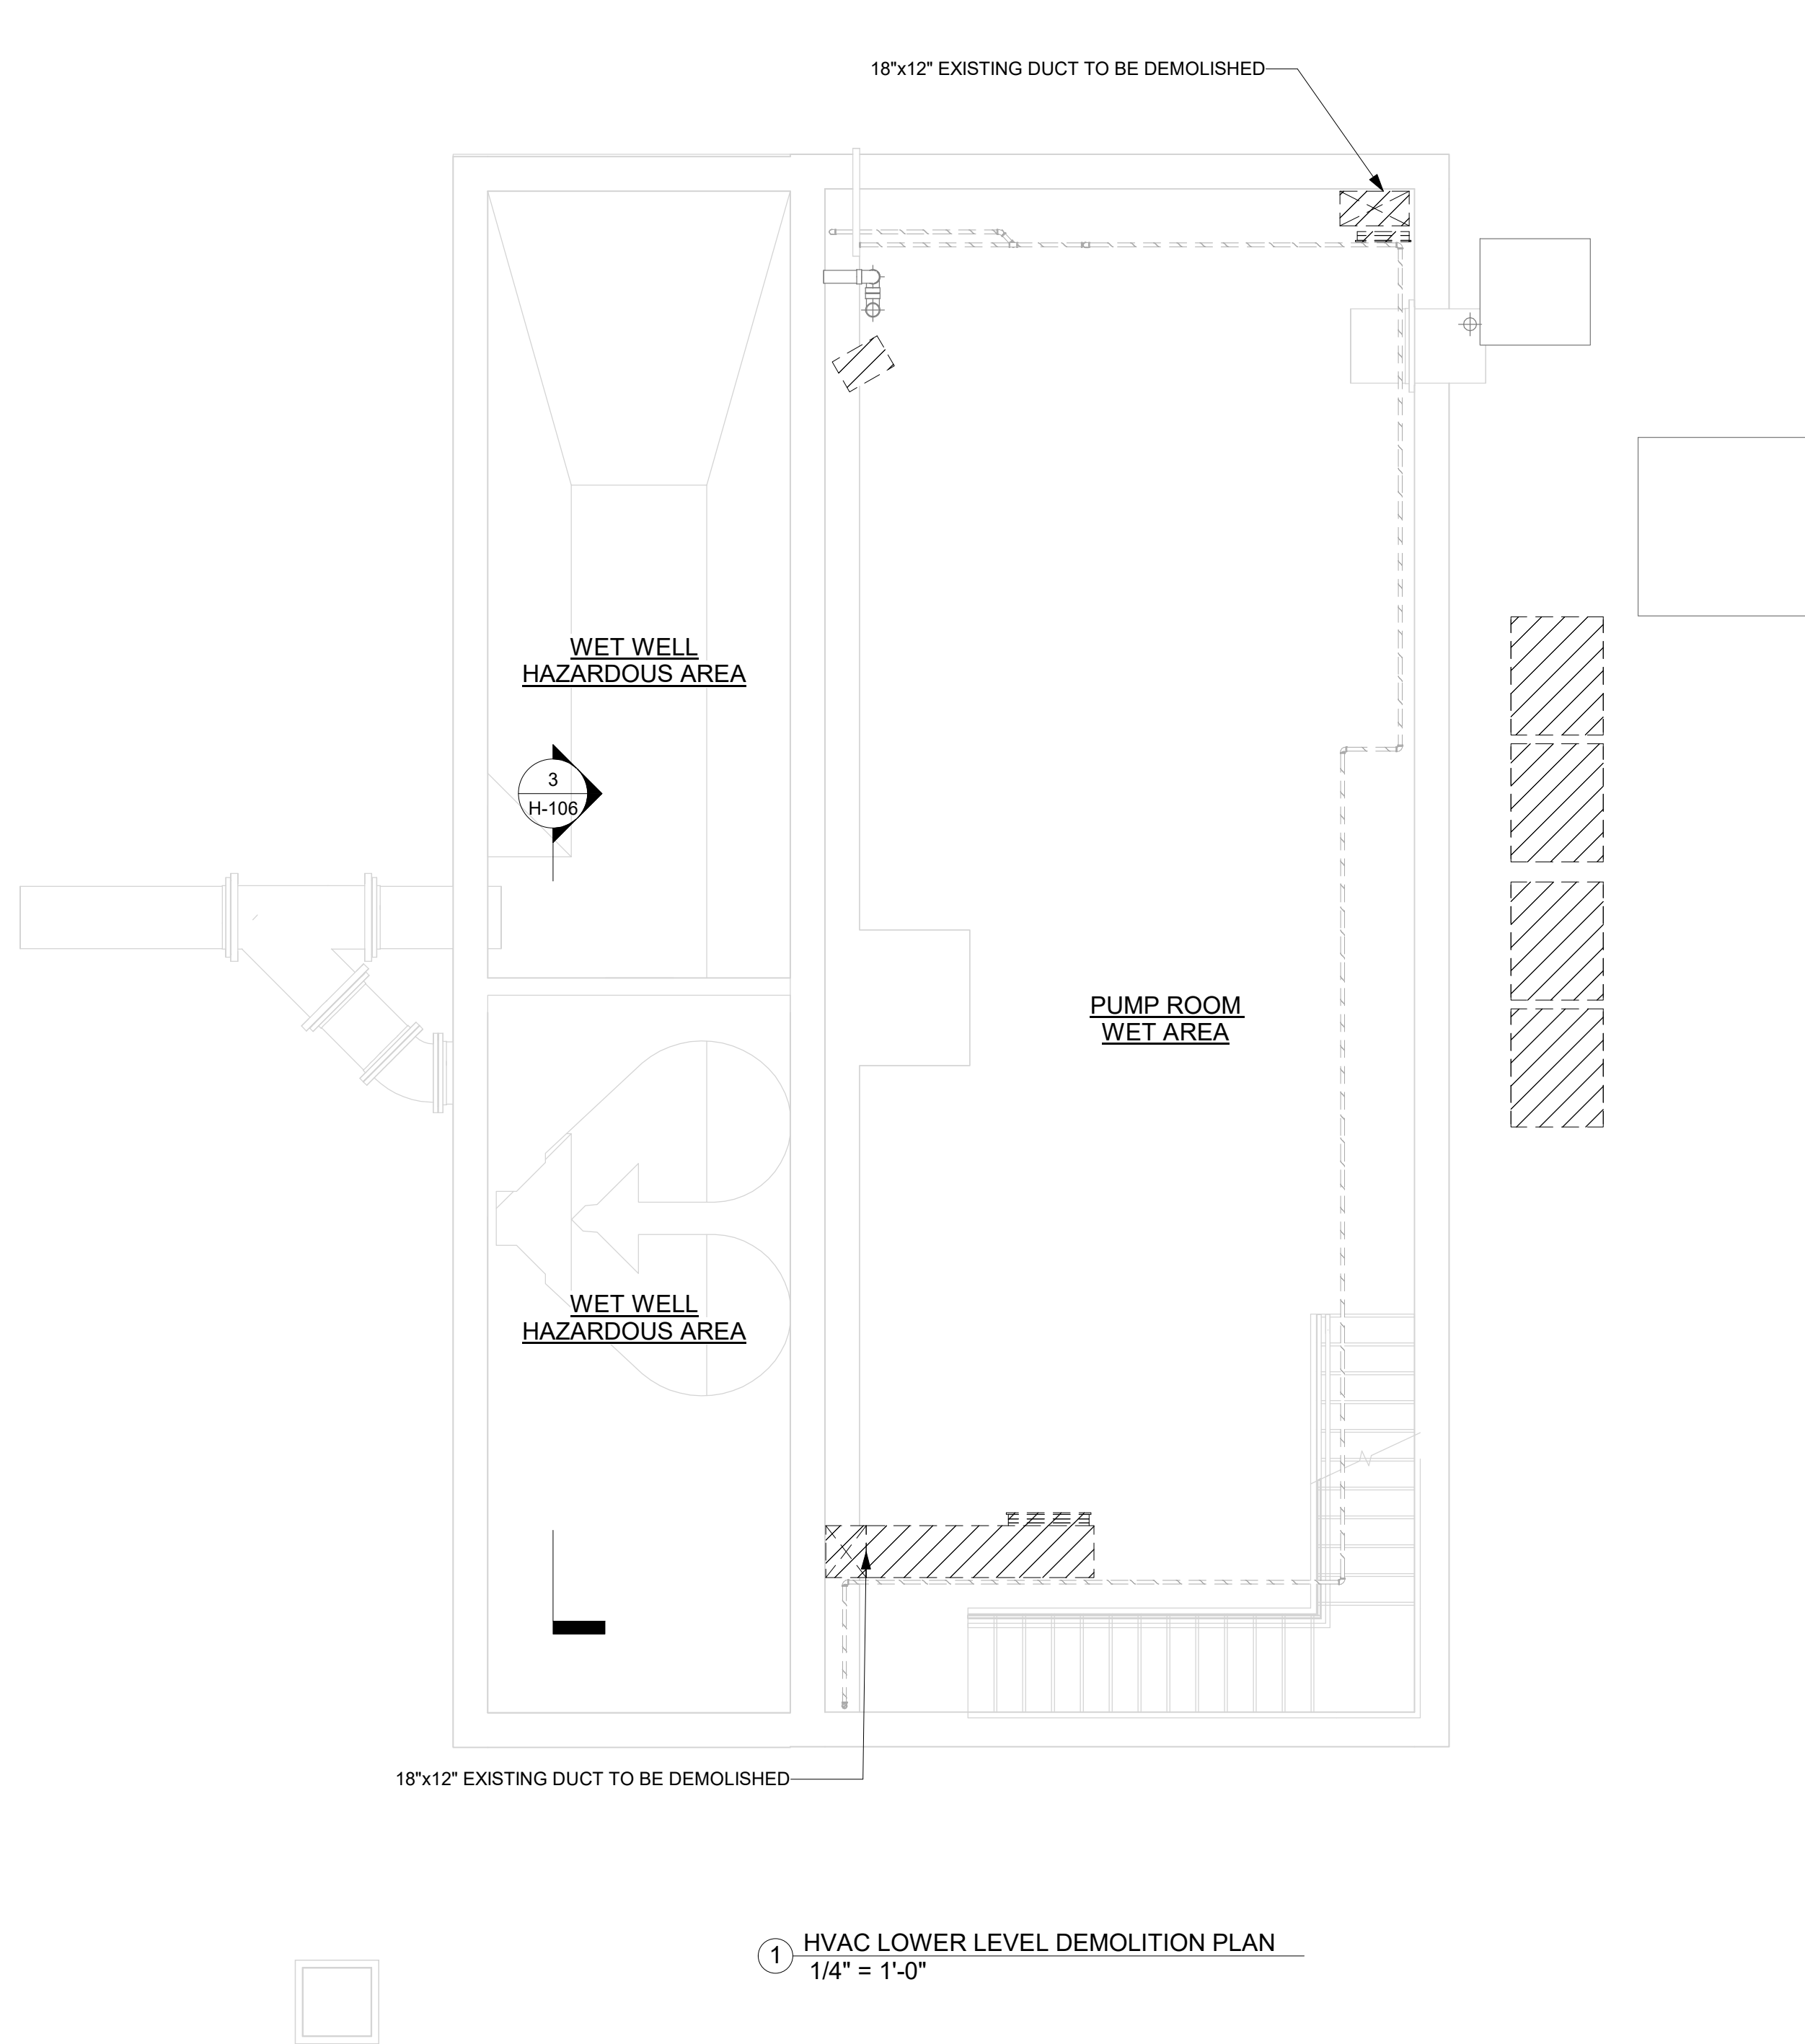 18"x12" EXISTING DUCT TO BE DEMOLISHED
WET WELL
HAZARDOUS AREA
3
H-106
PUMP ROOM
WET AREA
WET WELL
HAZARDOUS AREA
18"x12" EXISTING DUCT TO BE DEMOLISHED
1
HVAC LOWER LEVEL DEMOLITION PLAN
1/4" = 1'-0"